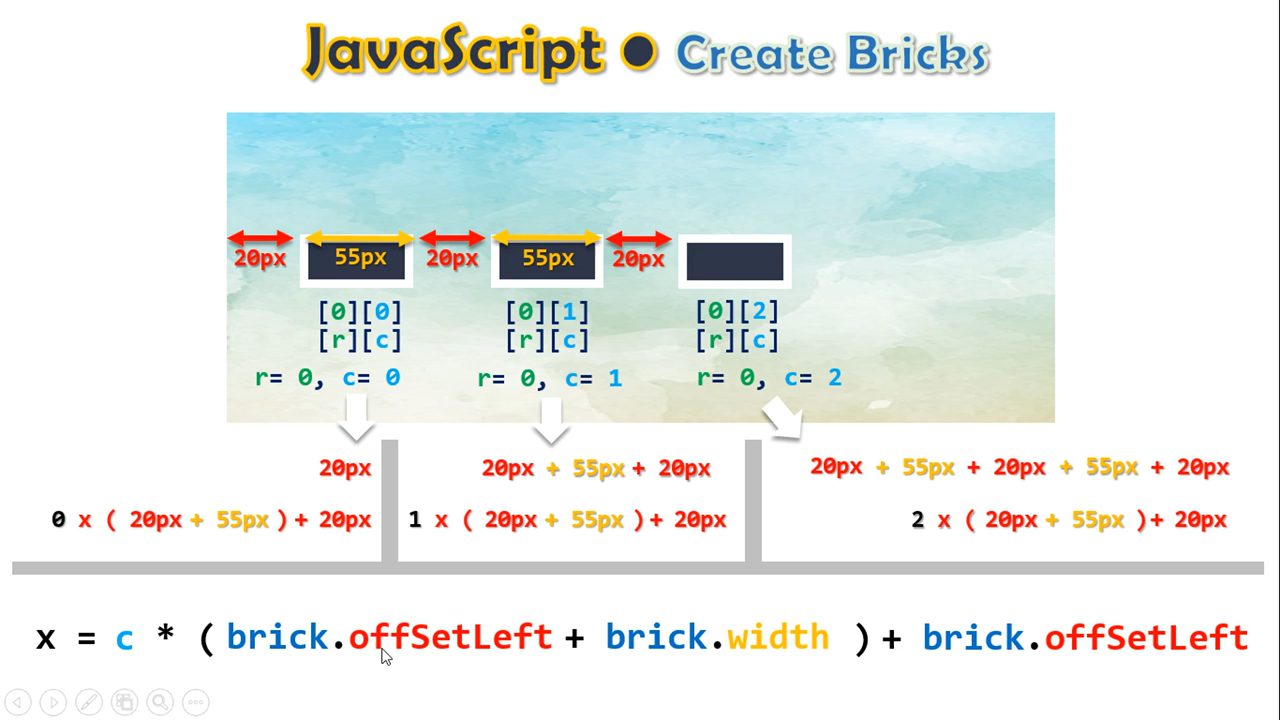 JavaScript ● Create Bricks
20px 55px 20px 55px 20px
[0][0] [0][1] [0][2]
[r][c] [r][c] [r][c]
r= 0, c= 0 r= 0, c= 1 r= 0, c= 2
20px 20px + 55px + 20px 20px + 55px + 20px + 55px + 20px
0 x ( 20px + 55px ) + 20px 1 x ( 20px + 55px ) + 20px 2 x ( 20px + 55px ) + 20px
x = c * ( brick.offSetLeft + brick.width ) + brick.offSetLeft